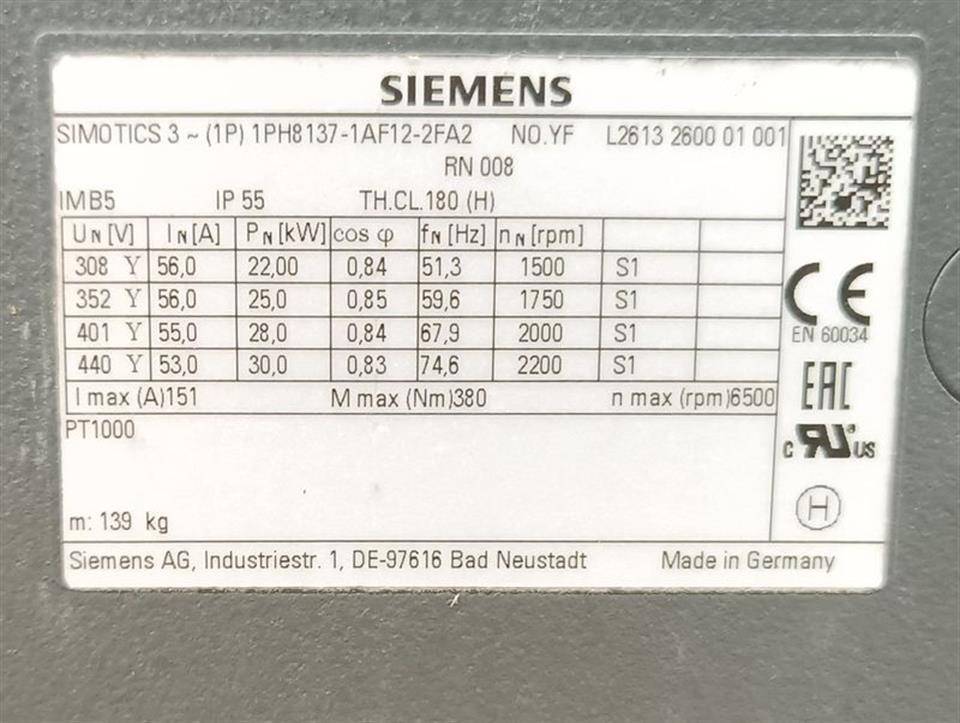 SIEMENS
SIMOTICS 3 ~ (1P) 1PH8137-1AF12-2FA2 NO.YF L2613 2600 01 001
RN 008
IMB5 IP 55 TH.CL.180 (H)
UN [V] IN [A] PN [kW] cos φ fN [Hz] nN [rpm]
308 Y 56,0 22,00 0,84 51,3 1500 S1
352 Y 56,0 25,0 0,85 59,6 1750 S1
401 Y 55,0 28,0 0,84 67,9 2000 S1
440 Y 53,0 30,0 0,83 74,6 2200 S1
I max (A)151 M max (Nm)380 n max (rpm)6500
PT1000
m: 139 kg
Siemens AG, Industriestr. 1, DE-97616 Bad Neustadt Made in Germany
CE
EN 60034
EAC
c RU us
H